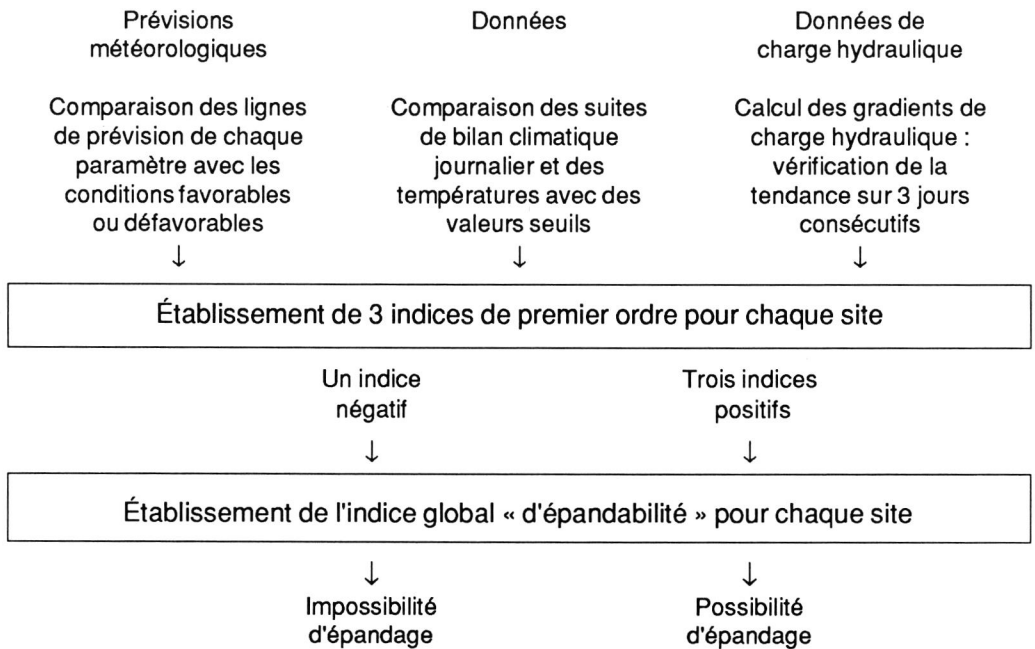 Prévisions
météorologiques
Données
Données de
charge hydraulique
Comparaison des lignes
de prévision de chaque
paramètre avec les
conditions favorables
ou défavorables
↓
Comparaison des suites
de bilan climatique
journalier et des
températures avec des
valeurs seuils
↓
Calcul des gradients de
charge hydraulique :
vérification de la
tendance sur 3 jours
consécutifs
↓
Établissement de 3 indices de premier ordre pour chaque site
Un indice
négatif
↓
Trois indices
positifs
↓
Établissement de l'indice global « d'épandabilité » pour chaque site
↓
Impossibilité
d'épandage
↓
Possibilité
d'épandage